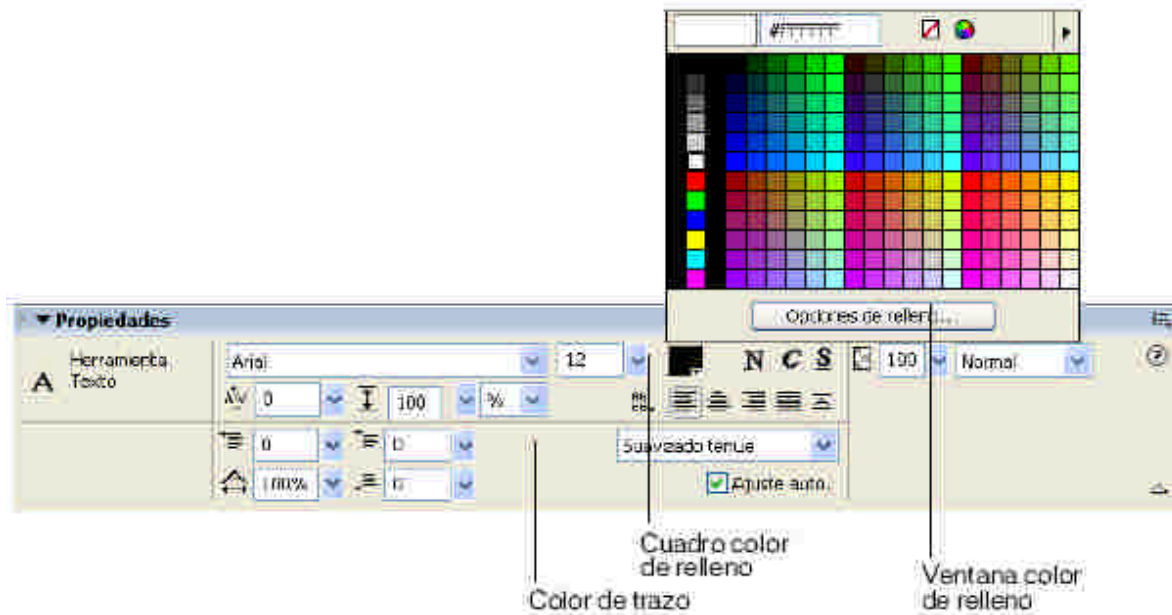 #FFFFFF
Opciones de relleno...
Propiedades
Herramienta
Texto
A
Arial
12
N C S
100
Normal
0
100
%
0
0
Suavizado tenue
100%
0
Ajuste auto.
Cuadro color
de relleno
Color de trazo
Ventana color
de relleno